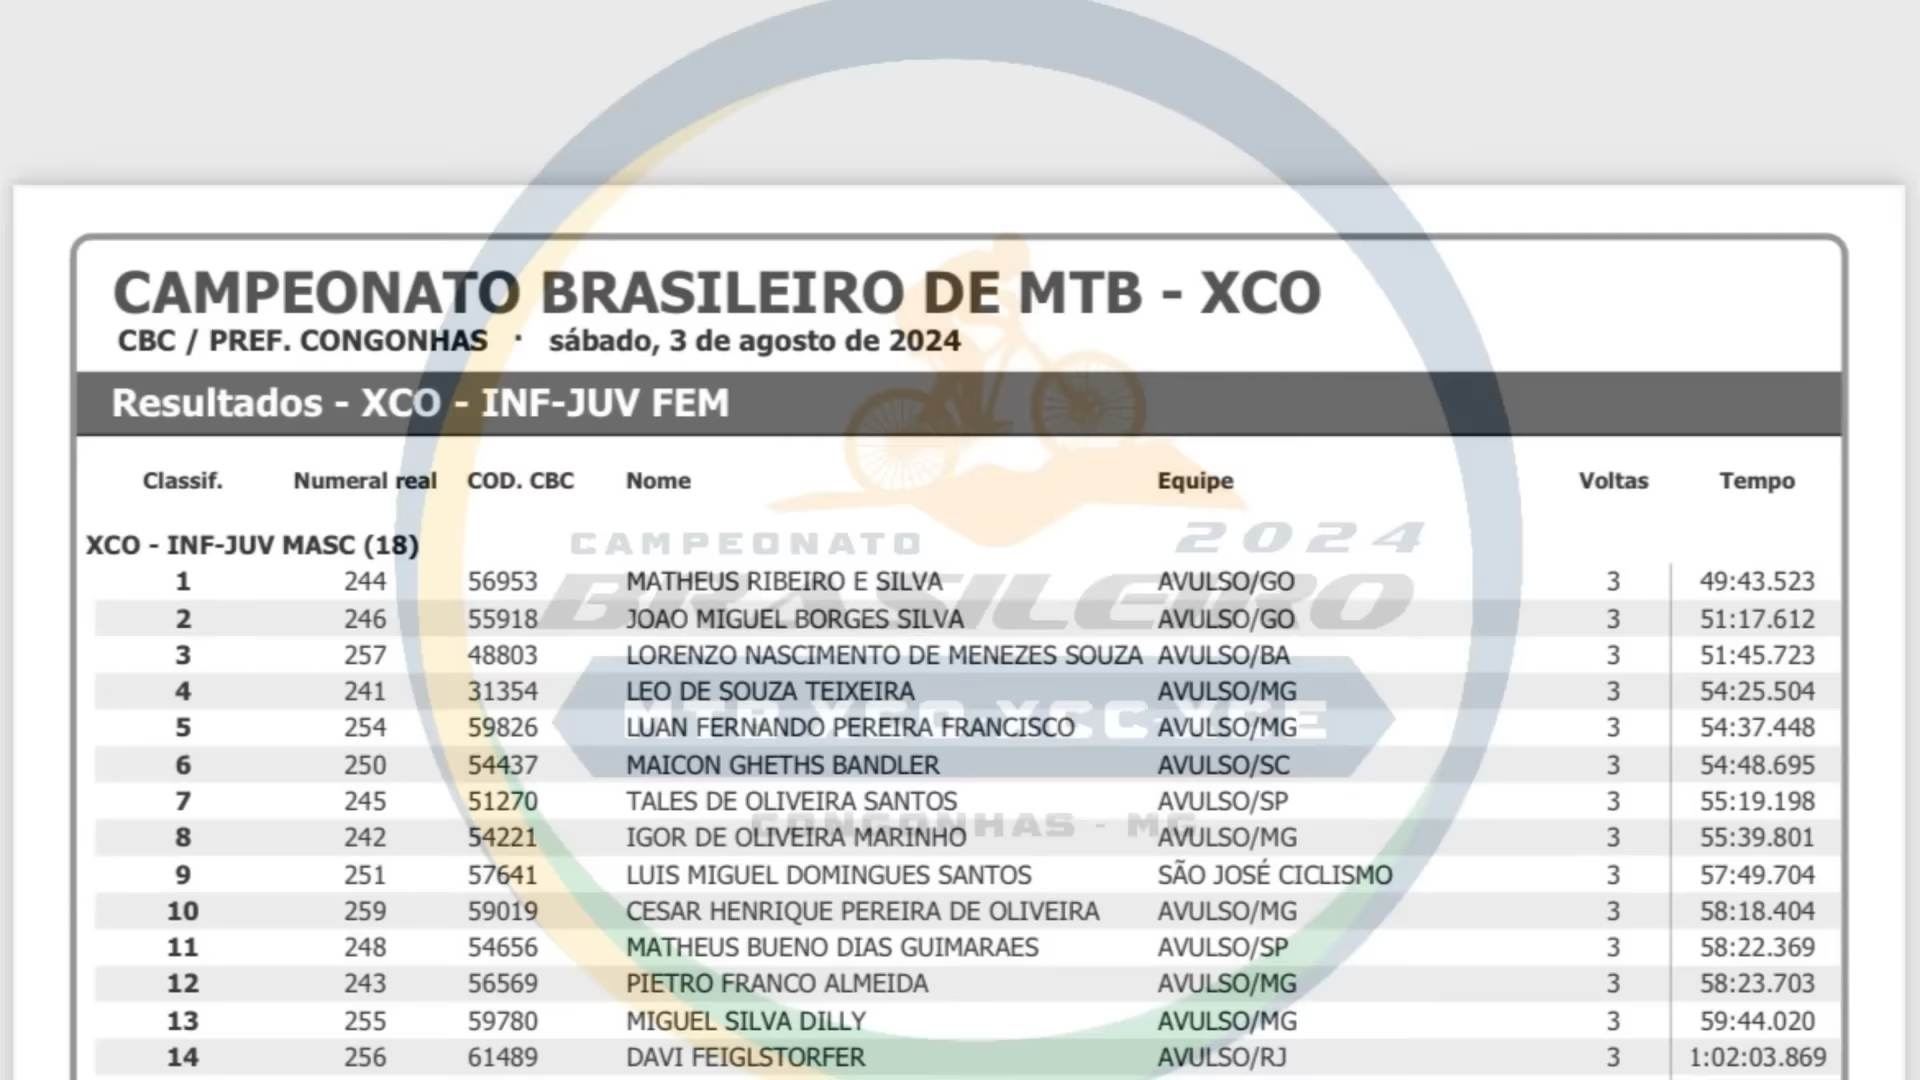 CAMPEONATO BRASILEIRO DE MTB - XCO
CBC / PREF. CONGONHAS · sábado, 3 de agosto de 2024
Resultados - XCO - INF-JUV FEM
Classif. Numeral real COD. CBC Nome Equipe Voltas Tempo
CAMPEONATO 2024
XCO - INF-JUV MASC (18)
1 244 56953 MATHEUS RIBEIRO E SILVA AVULSO/GO 3 49:43.523
BRASILEIRO
2 246 55918 JOAO MIGUEL BORGES SILVA AVULSO/GO 3 51:17.612
3 257 48803 LORENZO NASCIMENTO DE MENEZES SOUZA AVULSO/BA 3 51:45.723
4 241 31354 LEO DE SOUZA TEIXEIRA AVULSO/MG 3 54:25.504
MTB XCO XCC XCE
5 254 59826 LUAN FERNANDO PEREIRA FRANCISCO AVULSO/MG 3 54:37.448
6 250 54437 MAICON GHETHS BANDLER AVULSO/SC 3 54:48.695
7 245 51270 TALES DE OLIVEIRA SANTOS AVULSO/SP 3 55:19.198
CONGONHAS - MG
8 242 54221 IGOR DE OLIVEIRA MARINHO AVULSO/MG 3 55:39.801
9 251 57641 LUIS MIGUEL DOMINGUES SANTOS SÃO JOSÉ CICLISMO 3 57:49.704
10 259 59019 CESAR HENRIQUE PEREIRA DE OLIVEIRA AVULSO/MG 3 58:18.404
11 248 54656 MATHEUS BUENO DIAS GUIMARAES AVULSO/SP 3 58:22.369
12 243 56569 PIETRO FRANCO ALMEIDA AVULSO/MG 3 58:23.703
13 255 59780 MIGUEL SILVA DILLY AVULSO/MG 3 59:44.020
14 256 61489 DAVI FEIGLSTORFER AVULSO/RJ 3 1:02:03.869